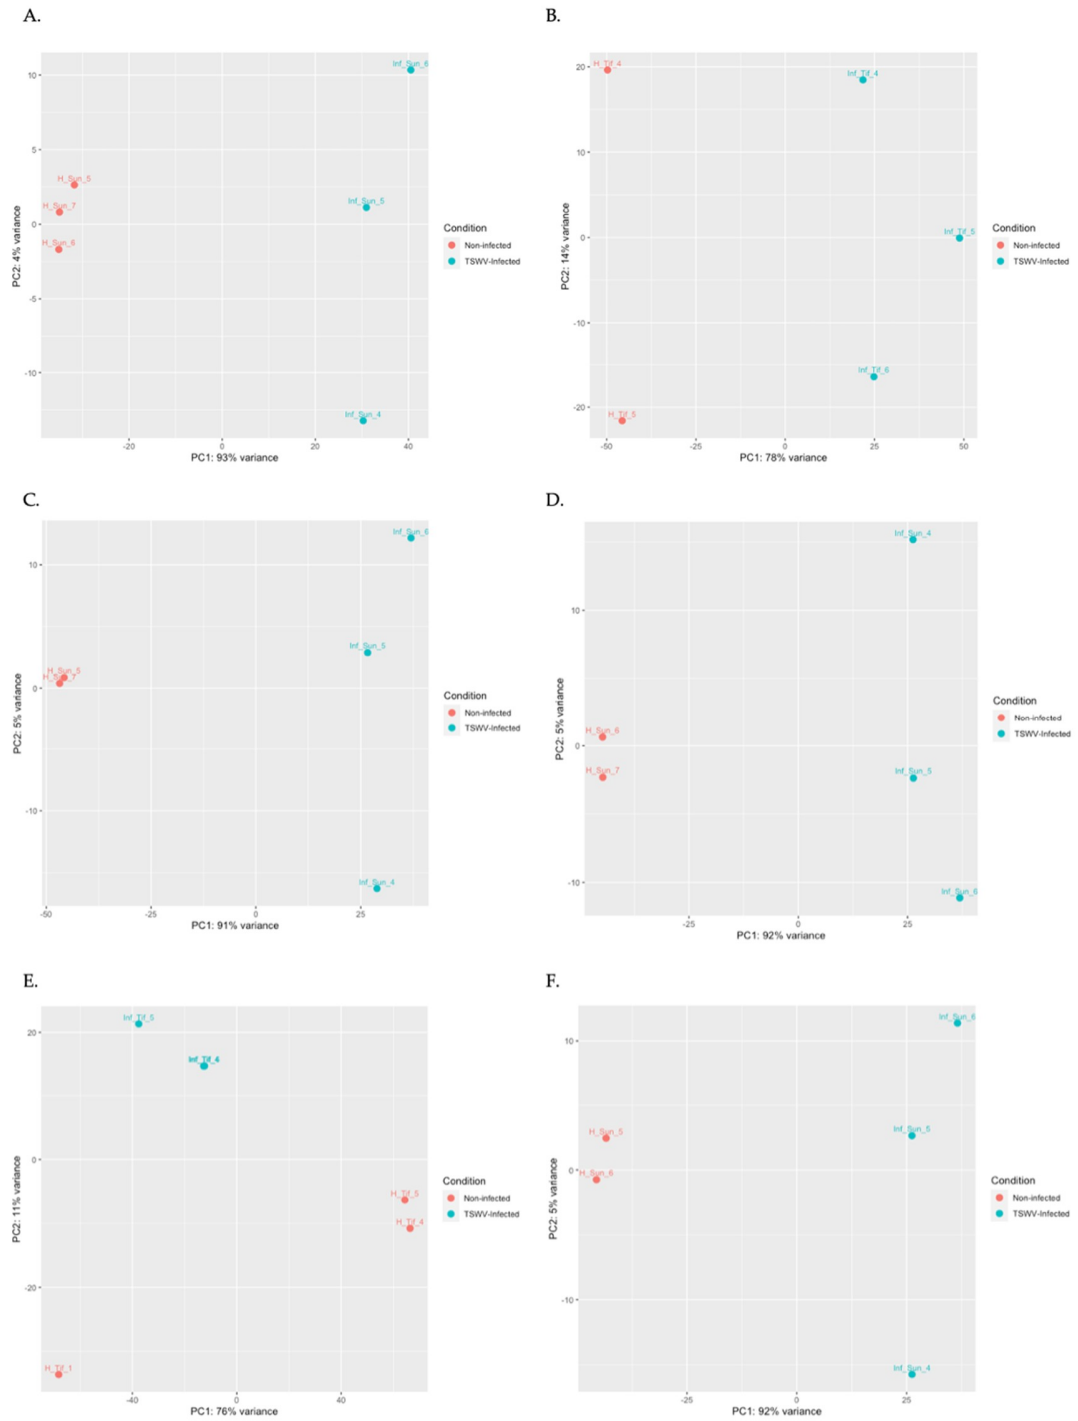 A.
10
5
0
-5
-10
-20
0
20
40
PC2: 4% variance
PC1: 93% variance
Inf_Sun_6
H_Sun_5
H_Sun_7
H_Sun_6
Inf_Sun_5
Inf_Sun_4
Condition
Non-infected
TSWV-Infected
B.
20
10
0
-10
-20
-50
-25
0
25
50
PC2: 14% variance
PC1: 78% variance
H_Tif_4
Inf_Tif_4
Inf_Tif_5
Inf_Tif_6
H_Tif_5
Condition
Non-infected
TSWV-Infected
C.
10
0
-10
-50
-25
0
25
PC2: 5% variance
PC1: 91% variance
Inf_Sun_6
Inf_Sun_5
H_Sun_5
H_Sun_7
Inf_Sun_4
Condition
Non-infected
TSWV-Infected
D.
10
0
-10
-25
0
25
PC2: 5% variance
PC1: 92% variance
Inf_Sun_4
H_Sun_6
H_Sun_7
Inf_Sun_5
Inf_Sun_6
Condition
Non-infected
TSWV-Infected
E.
20
0
-20
-40
0
40
PC2: 11% variance
PC1: 76% variance
Inf_Tif_5
Inf_Tif_4
H_Tif_5
H_Tif_4
H_Tif_1
Condition
Non-infected
TSWV-Infected
F.
10
0
-10
-25
0
25
PC2: 5% variance
PC1: 92% variance
Inf_Sun_6
H_Sun_5
Inf_Sun_5
H_Sun_6
Inf_Sun_4
Condition
Non-infected
TSWV-Infected